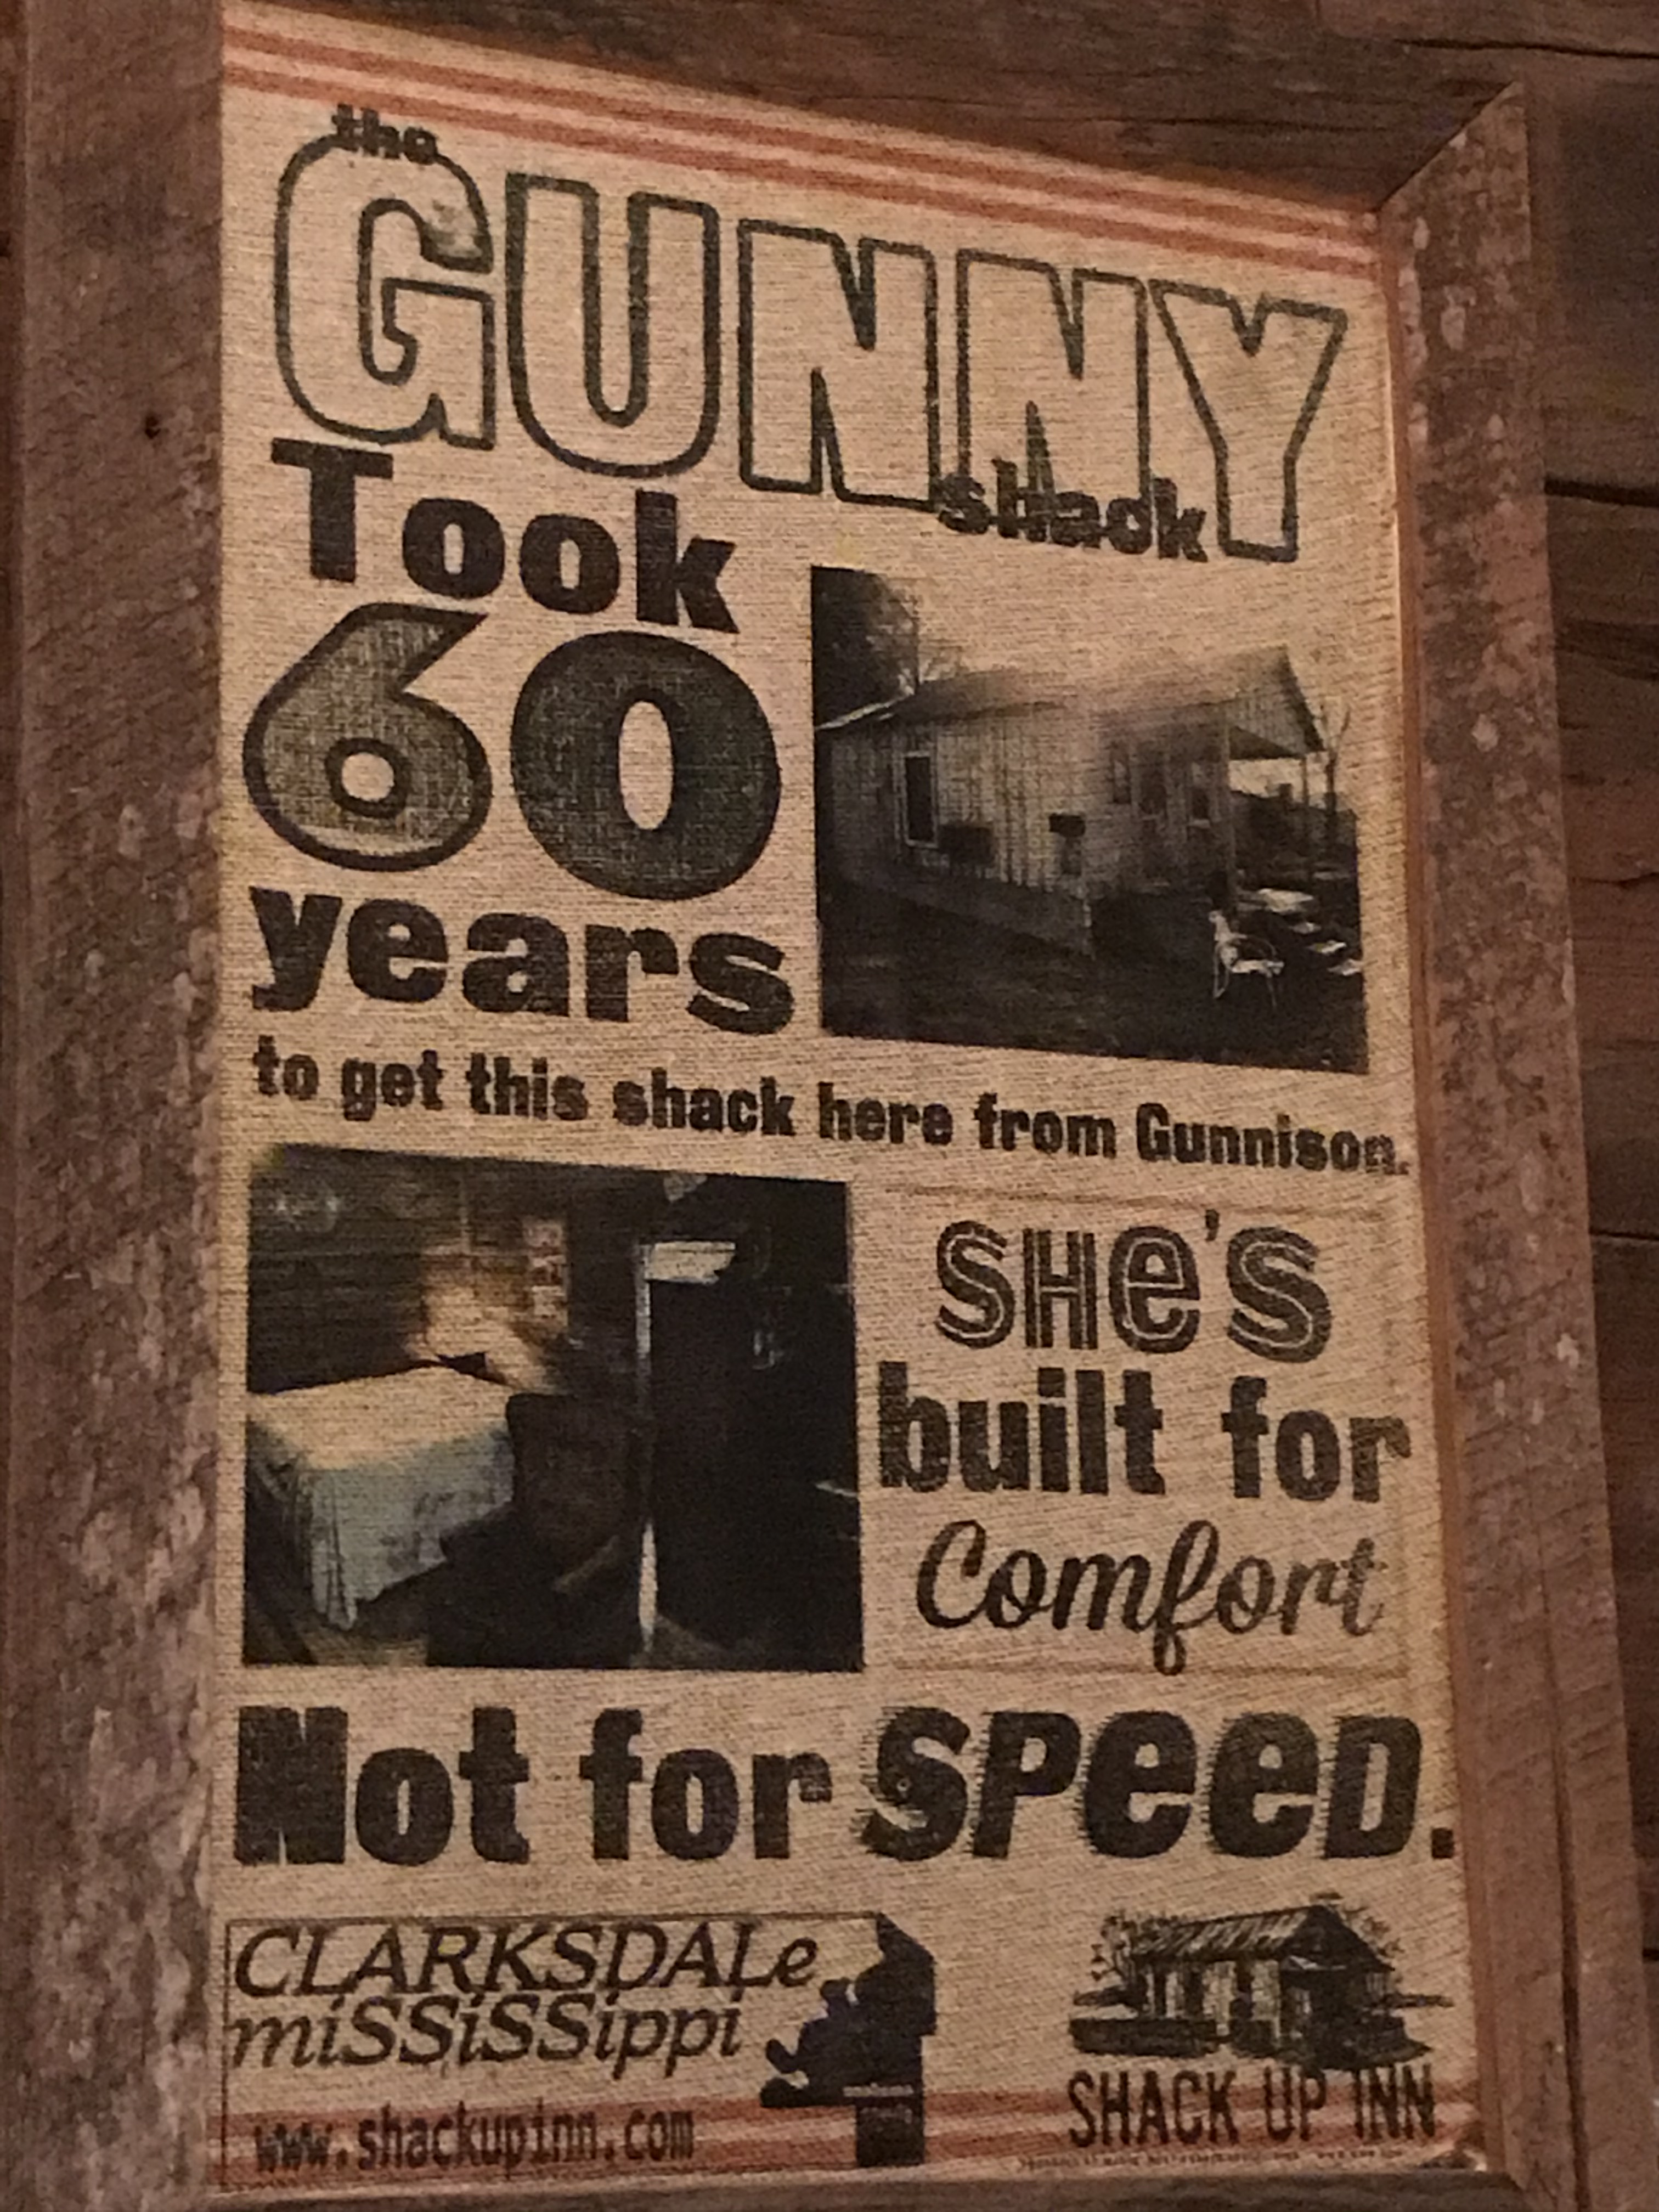 the
GUNNY
shack
Took
60
years
to get this shack here from Gunnison.
SHe'S
built for
Comfort
Not for SPeeD.
CLARKSDALe
miSSiSSippi
www.shackupinn.com
SHACK UP INN